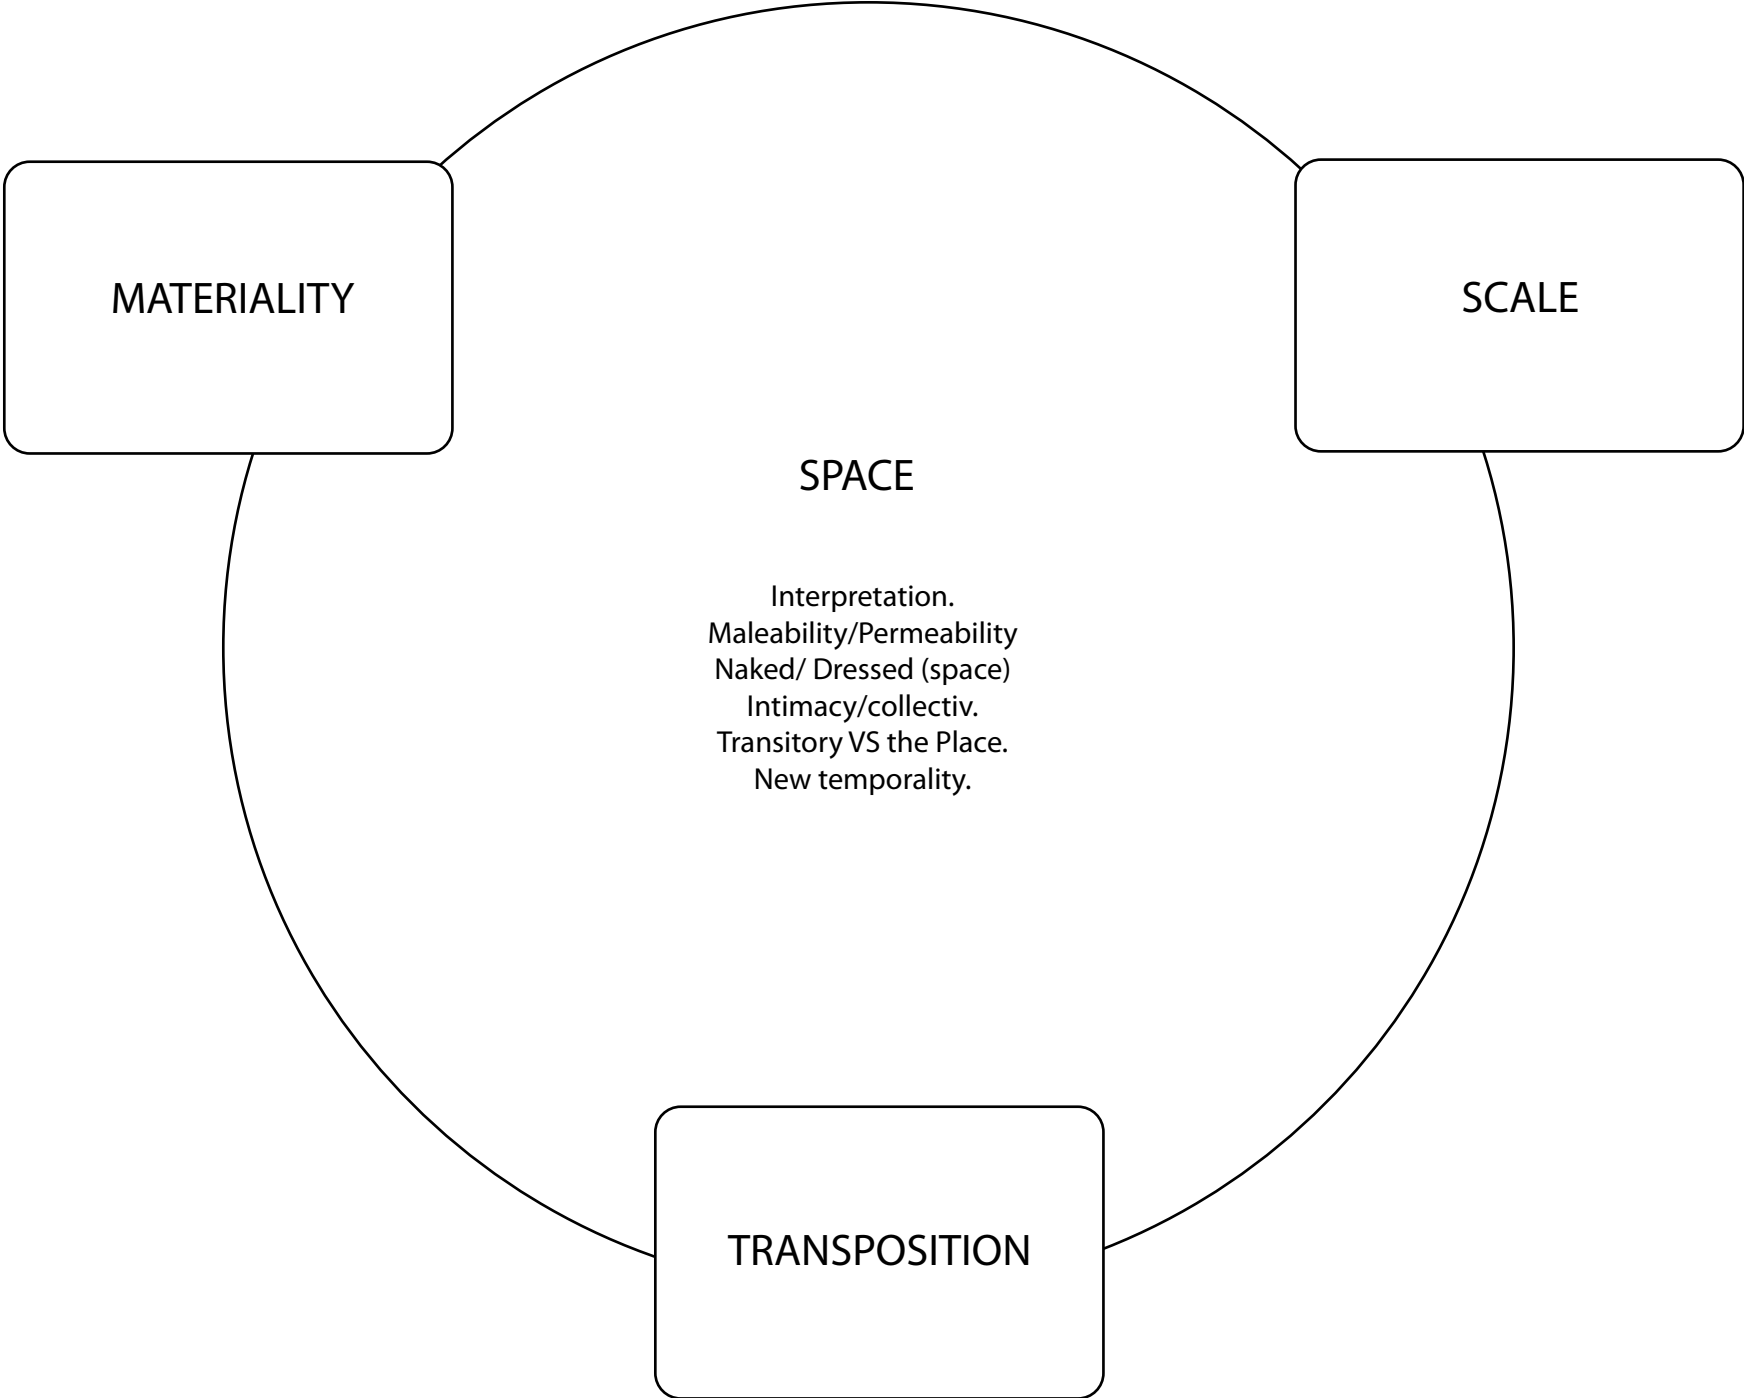 MATERIALITY
SCALE
SPACE
Interpretation.
Maleability/Permeability
Naked/ Dressed (space)
Intimacy/collectiv.
Transitory VS the Place.
New temporality.
TRANSPOSITION